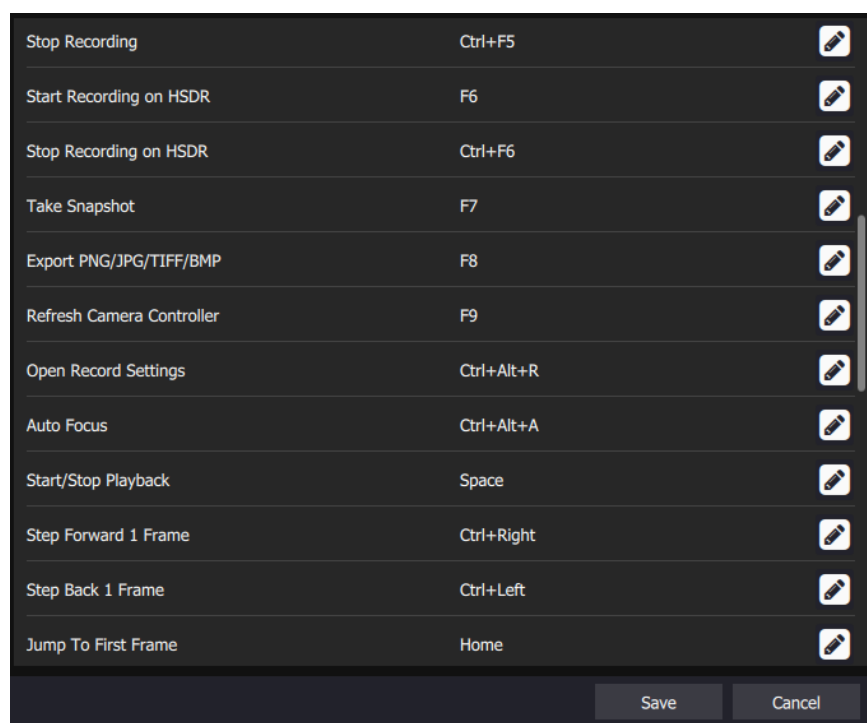 Stop Recording Ctrl+F5
Start Recording on HSDR F6
Stop Recording on HSDR Ctrl+F6
Take Snapshot F7
Export PNG/JPG/TIFF/BMP F8
Refresh Camera Controller F9
Open Record Settings Ctrl+Alt+R
Auto Focus Ctrl+Alt+A
Start/Stop Playback Space
Step Forward 1 Frame Ctrl+Right
Step Back 1 Frame Ctrl+Left
Jump To First Frame Home
Save Cancel